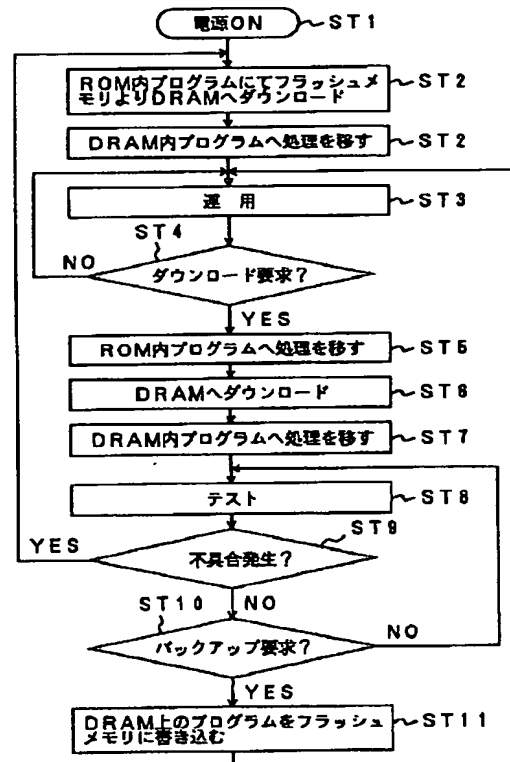 電源ON ST1
ROM内プログラムにてフラッシュメ
モリよりDRAMへダウンロード ST2
DRAM内プログラムへ処理を移す ST2
運用 ST3
ST4
ダウンロード要求?
NO
YES
ROM内プログラムへ処理を移す ST5
DRAMへダウンロード ST6
DRAM内プログラムへ処理を移す ST7
テスト ST8
ST9
不具合発生?
YES
NO
ST10
バックアップ要求?
NO
YES
DRAM上のプログラムをフラッシュ
メモリに書き込む ST11